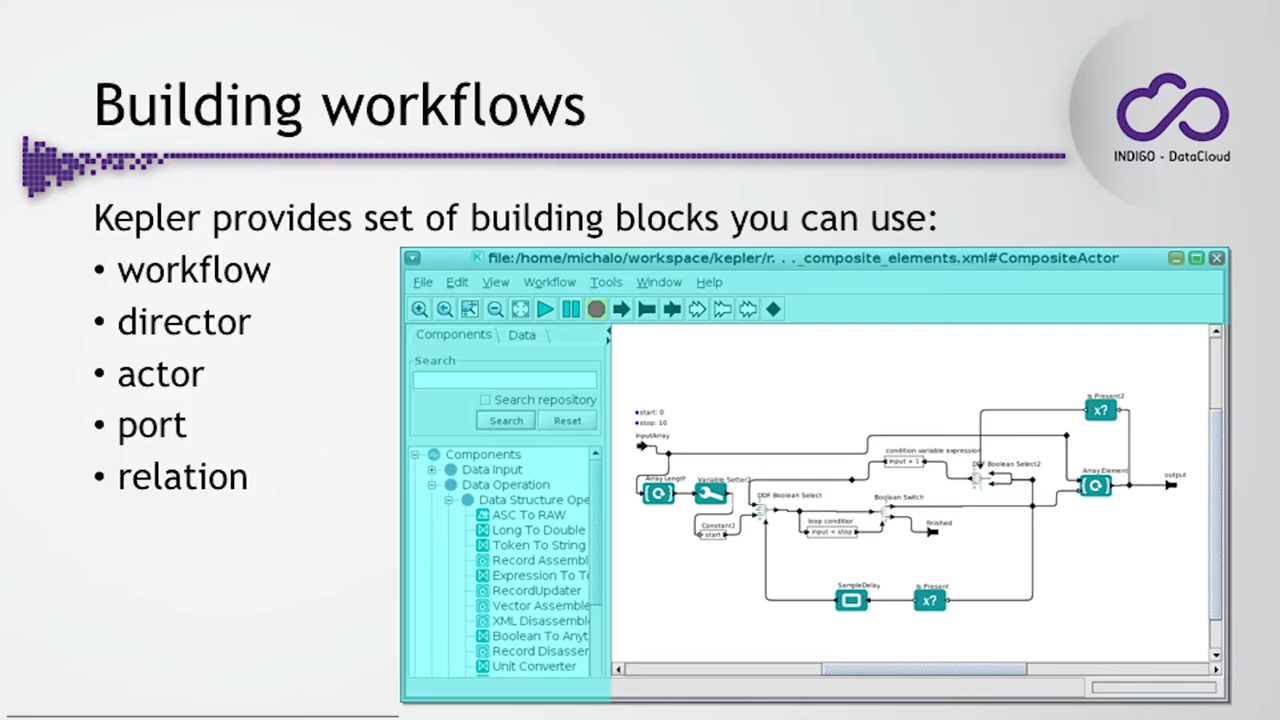 Building workflows
INDIGO - DataCloud
Kepler provides set of building blocks you can use:
• workflow
• director
• actor
• port
• relation
file:/home/michalo/workspace/kepler/r. . ._composite_elements.xml#CompositeActor
File Edit View Workflow Tools Window Help
Components Data
Search
Search repository
Search Reset
Components
Data Input
Data Operation
Data Structure Ope
ASC To RAW
Long To Double
Token To String
Record Assembl
Expression To T
RecordUpdater
Vector Assemble
XML Disassemble
Boolean To Anyt
Record Disasser
Unit Converter
start: 0
stop: 10
inputArray
Array Length
Variable Setter2
Constant2
start
DDF Boolean Select
loop condition
input < stop
Boolean Switch
finished
condition variable expression
input + 1
DDF Boolean Select2
Is Present2
x?
Array Element
output
SampleDelay
Is Present
x?